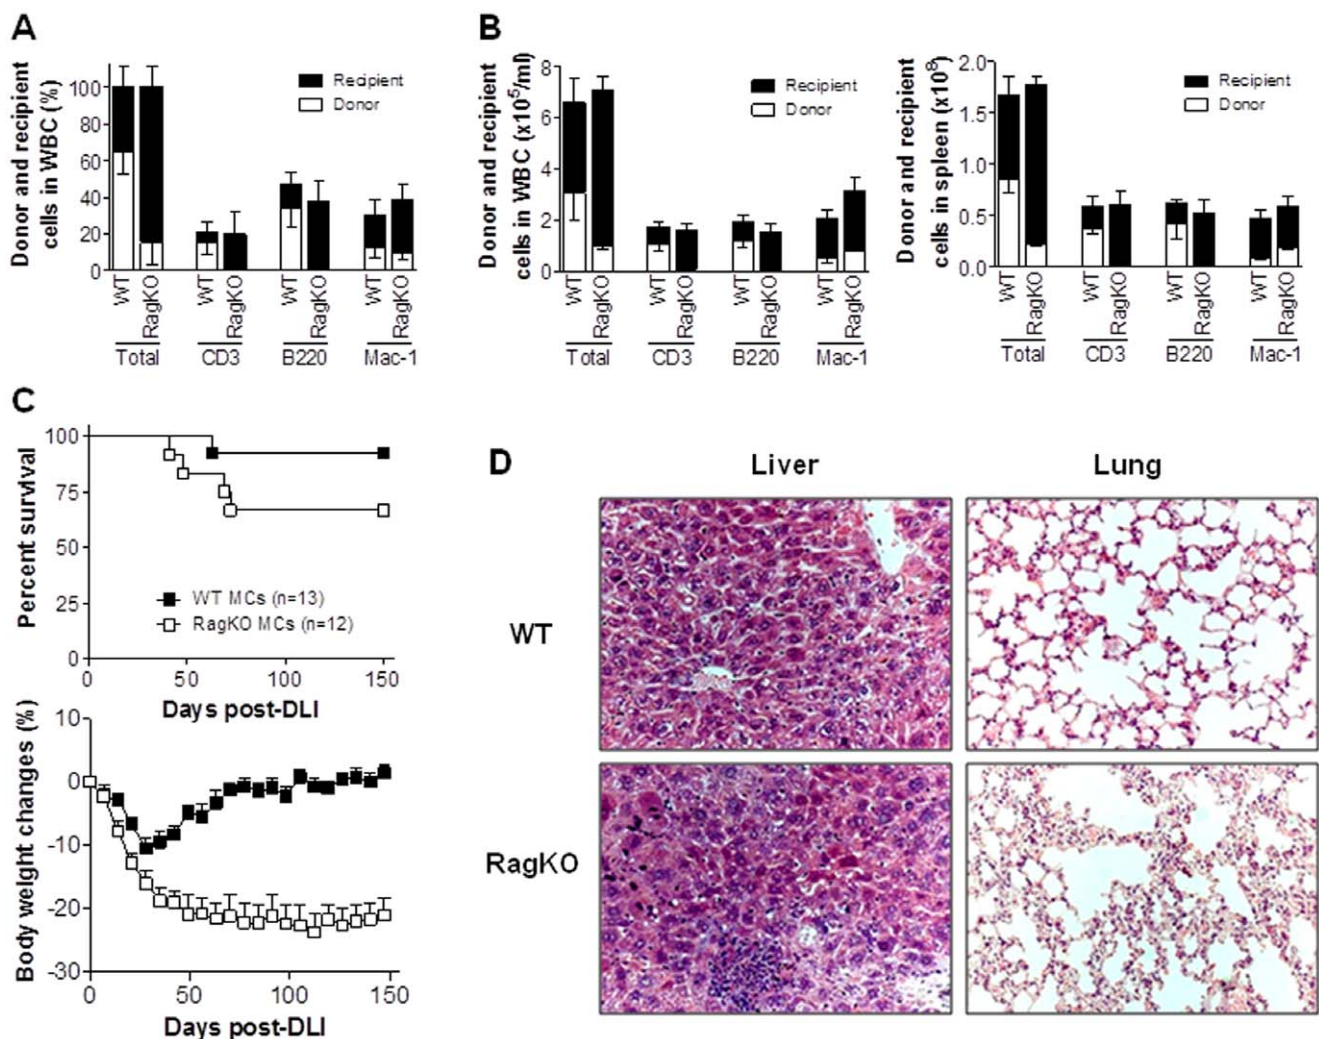 A
Donor and recipient
cells in WBC (%)
100
80
60
40
20
0
Recipient
Donor
WT
RagKO
WT
RagKO
WT
RagKO
WT
RagKO
Total
CD3
B220
Mac-1
B
Donor and recipient
cells in WBC (x10⁵/ml)
8
6
4
2
0
Recipient
Donor
WT
RagKO
WT
RagKO
WT
RagKO
WT
RagKO
Total
CD3
B220
Mac-1
Donor and recipient
cells in spleen (x10⁸)
2.0
1.5
1.0
0.5
0.0
Recipient
Donor
WT
RagKO
WT
RagKO
WT
RagKO
WT
RagKO
Total
CD3
B220
Mac-1
C
Percent survival
100
75
50
25
0
WT MCs (n=13)
RagKO MCs (n=12)
0 50 100 150
Days post-DLI
Body weight changes (%)
10
0
-10
-20
-30
0 50 100 150
Days post-DLI
D
Liver Lung
WT
RagKO